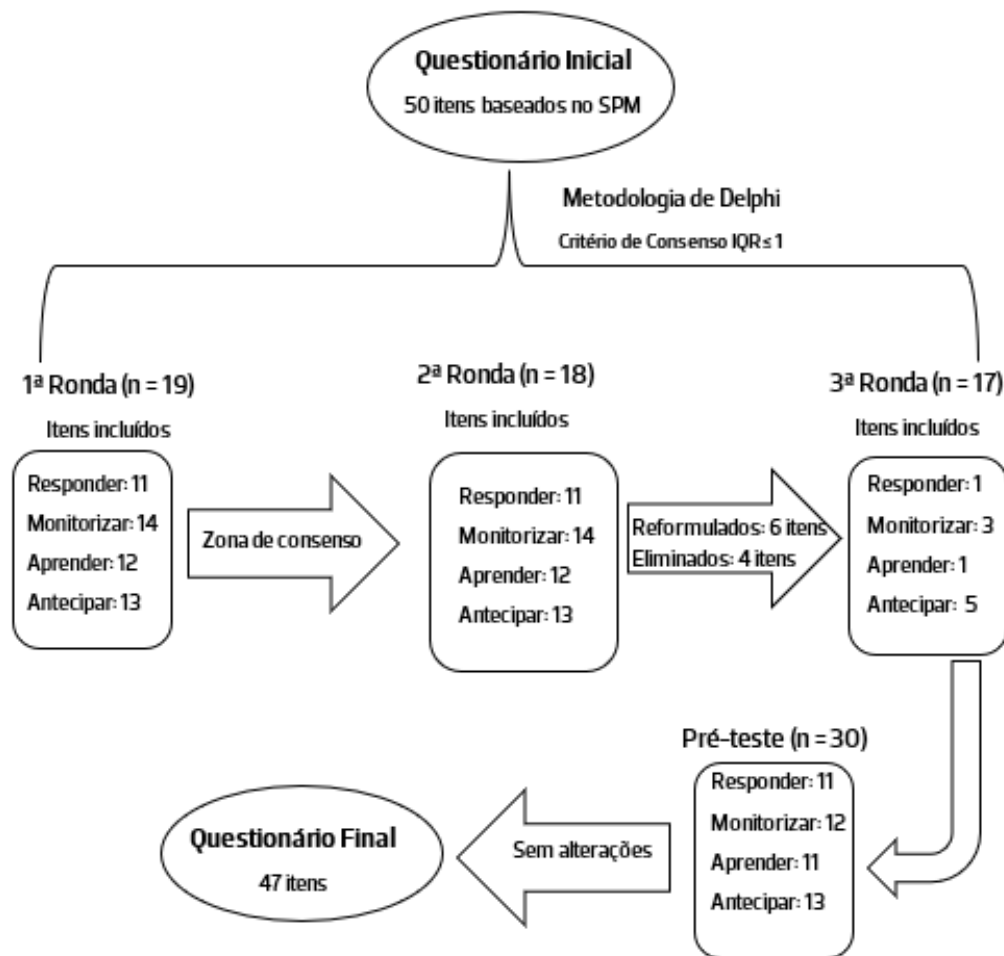 Questionário Inicial
50 itens baseados no SPM
Metodologia de Delphi
Critério de Consenso IQR ≤ 1
1ª Ronda (n = 19)
Itens incluídos
Responder: 11
Monitorizar: 14
Aprender: 12
Antecipar: 13
Zona de consenso
2ª Ronda (n = 18)
Itens incluídos
Responder: 11
Monitorizar: 14
Aprender: 12
Antecipar: 13
Reformulados: 6 itens
Eliminados: 4 itens
3ª Ronda (n = 17)
Itens incluídos
Responder: 1
Monitorizar: 3
Aprender: 1
Antecipar: 5
Pré-teste (n = 30)
Responder: 11
Monitorizar: 12
Aprender: 11
Antecipar: 13
Sem alterações
Questionário Final
47 itens